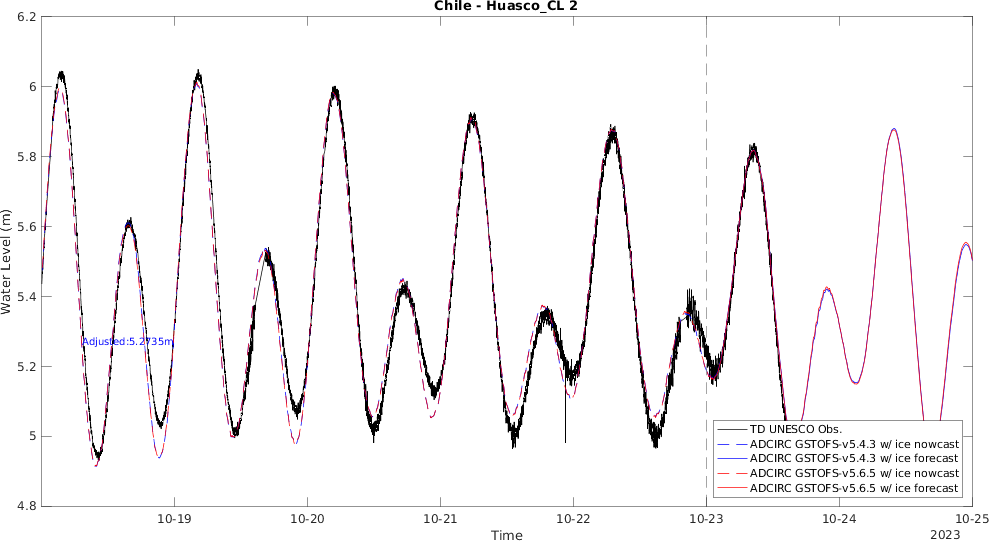 Chile - Huasco_CL 2
Water Level (m)
6.2
6
5.8
5.6
5.4
5.2
5
4.8
Adjusted:5.2735m
TD UNESCO Obs.
ADCIRC GSTOFS-v5.4.3 w/ ice nowcast
ADCIRC GSTOFS-v5.4.3 w/ ice forecast
ADCIRC GSTOFS-v5.6.5 w/ ice nowcast
ADCIRC GSTOFS-v5.6.5 w/ ice forecast
10-19 10-20 10-21 10-22 10-23 10-24 10-25
Time
2023